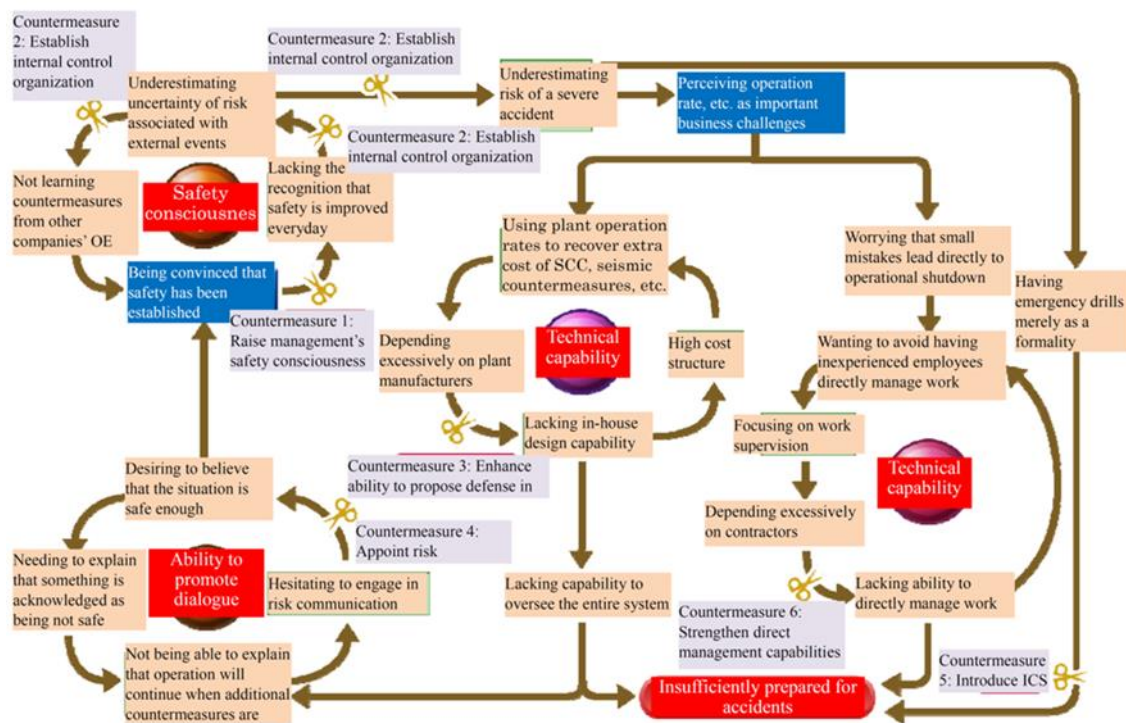 Countermeasure
2: Establish
internal control
organization
Countermeasure 2: Establish
internal control organization
Underestimating
uncertainty of risk
associated with
external events
Underestimating
risk of a severe
accident
Perceiving operation
rate, etc. as important
business challenges
Countermeasure 2: Establish
internal control organization
Not learning
countermeasures
from other
companies’ OE
Safety
consciousnes
Lacking the
recognition that
safety is improved
everyday
Being convinced that
safety has been
established
Countermeasure 1:
Raise management’s
safety consciousness
Using plant operation
rates to recover extra
cost of SCC, seismic
countermeasures, etc.
Worrying that small
mistakes lead directly to
operational shutdown
Having
emergency drills
merely as a
formality
Depending
excessively on plant
manufacturers
Technical
capability
High cost
structure
Wanting to avoid having
inexperienced employees
directly manage work
Lacking in-house
design capability
Focusing on work
supervision
Technical
capability
Countermeasure 3: Enhance
ability to propose defense in
Desiring to believe
that the situation is
safe enough
Countermeasure 4:
Appoint risk
Depending excessively
on contractors
Needing to explain
that something is
acknowledged as
being not safe
Ability to
promote
dialogue
Hesitating to engage in
risk communication
Lacking capability to
oversee the entire system
Lacking ability to
directly manage work
Countermeasure 6:
Strengthen direct
management capabilities
Not being able to explain
that operation will
continue when additional
countermeasures are
Insufficiently prepared for
accidents
Countermeasure
5: Introduce ICS